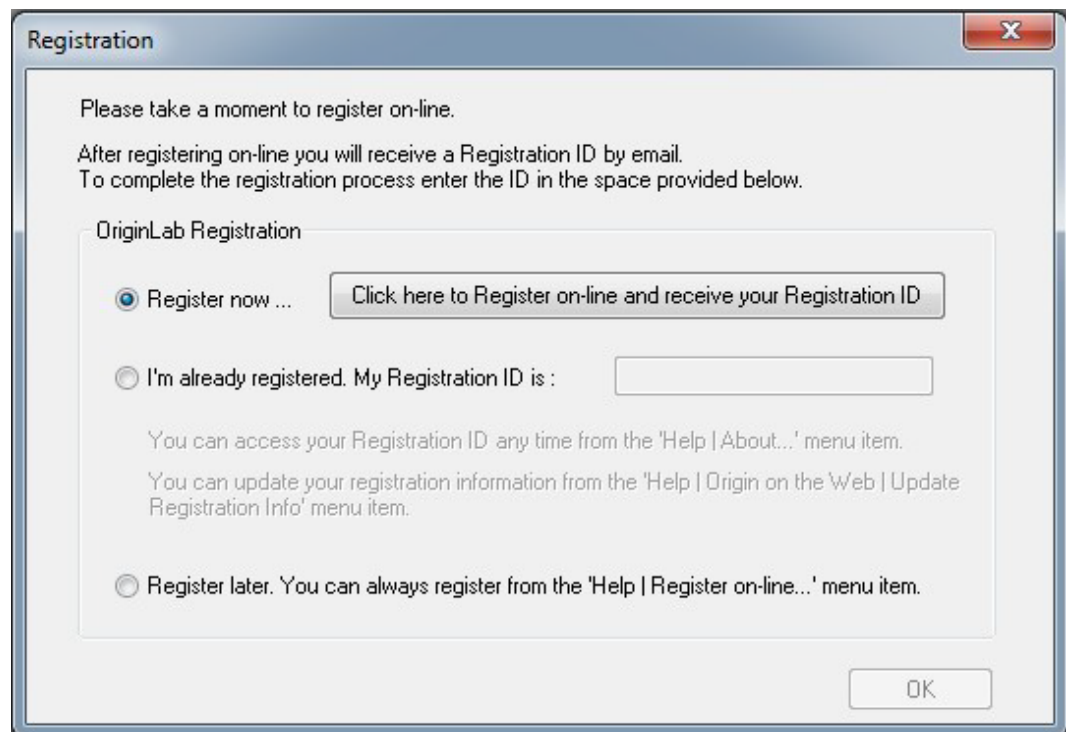 Registration
Please take a moment to register on-line.
After registering on-line you will receive a Registration ID by email.
To complete the registration process enter the ID in the space provided below.
OriginLab Registration
Register now ...
Click here to Register on-line and receive your Registration ID
I'm already registered. My Registration ID is :
You can access your Registration ID any time from the 'Help | About...' menu item.
You can update your registration information from the 'Help | Origin on the Web | Update
Registration Info' menu item.
Register later. You can always register from the 'Help | Register on-line...' menu item.
OK